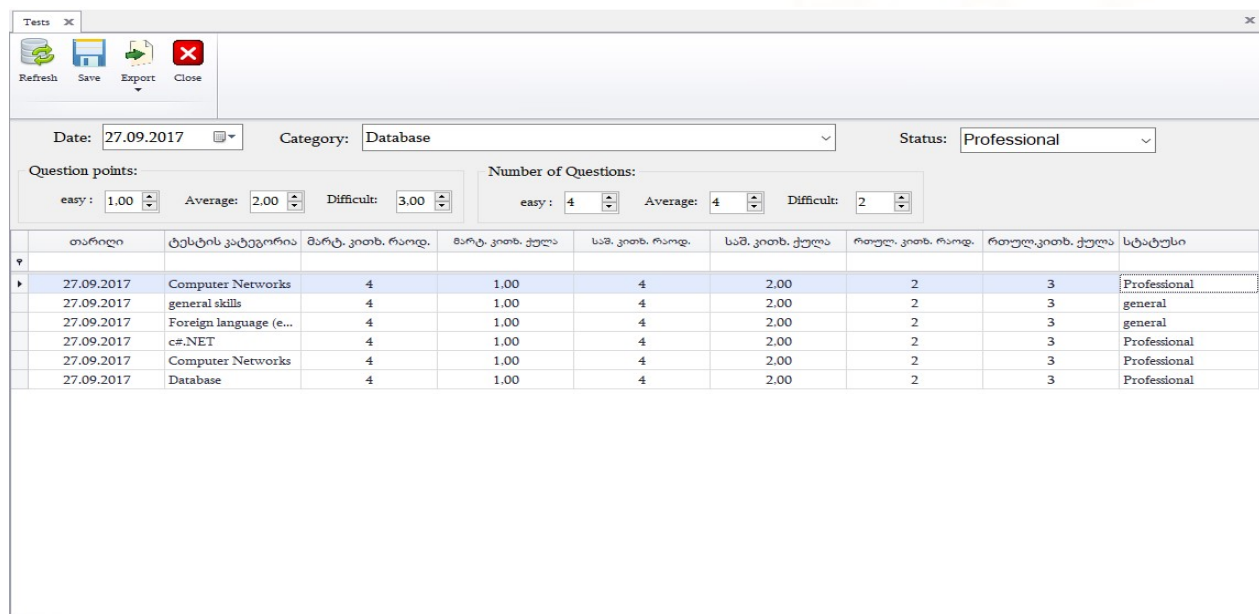 Tests
Refresh Save Export Close
Date: 27.09.2017 Category: Database Status: Professional
Question points: Number of Questions:
easy : 1,00 Average: 2,00 Difficult: 3,00 easy : 4 Average: 4 Difficult: 2
თარიღი ტესტის კატეგორია მარტ. კითხ. რაოდ. მარტ. კითხ. ქულა საშ. კითხ. რაოდ. საშ. კითხ. ქულა რთულ. კითხ. რაოდ. რთულ.კითხ. ქულა სტატუსი
27.09.2017 Computer Networks 4 1,00 4 2,00 2 3 Professional
27.09.2017 general skills 4 1,00 4 2,00 2 3 general
27.09.2017 Foreign language (e... 4 1,00 4 2,00 2 3 general
27.09.2017 c#.NET 4 1,00 4 2,00 2 3 Professional
27.09.2017 Computer Networks 4 1,00 4 2,00 2 3 Professional
27.09.2017 Database 4 1,00 4 2,00 2 3 Professional